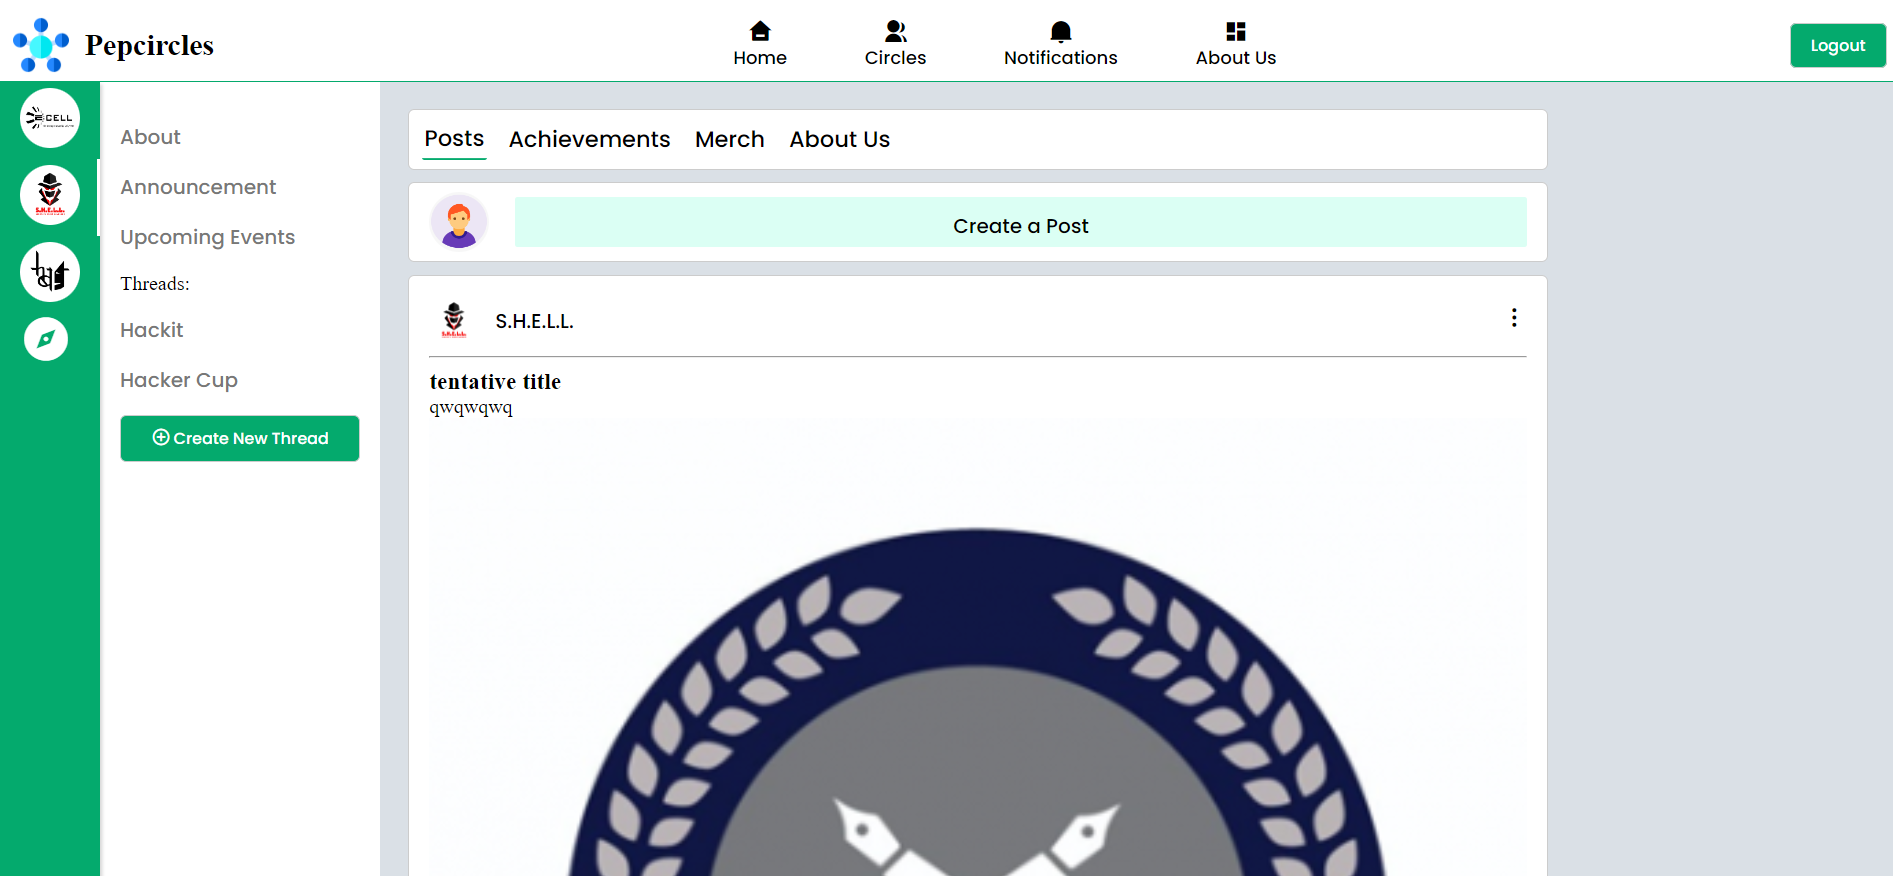 Pepcircles
Home
Circles
Notifications
About Us
Logout
CELL
S.H.E.L.L.
About
Announcement
Upcoming Events
Threads:
Hackit
Hacker Cup
Create New Thread
Posts
Achievements
Merch
About Us
Create a Post
S.H.E.L.L.
S.H.E.L.L.
tentative title
qwqwqwq